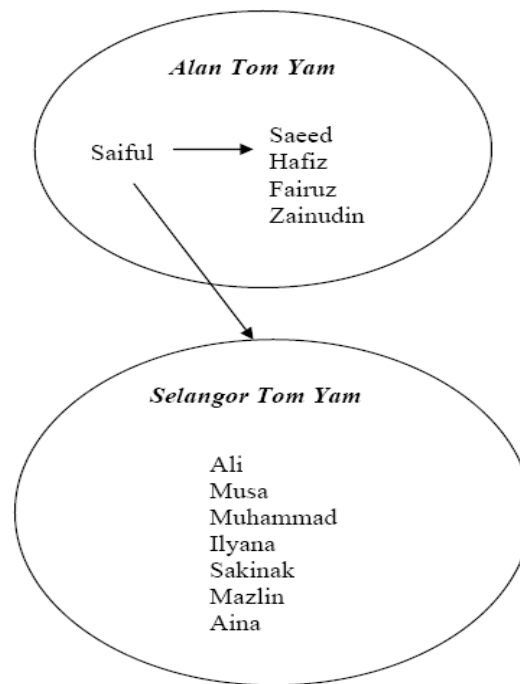 Alan Tom Yam
Saiful
Saeed
Hafiz
Fairuz
Zainudin
Selangor Tom Yam
Ali
Musa
Muhammad
Ilyana
Sakinak
Mazlin
Aina